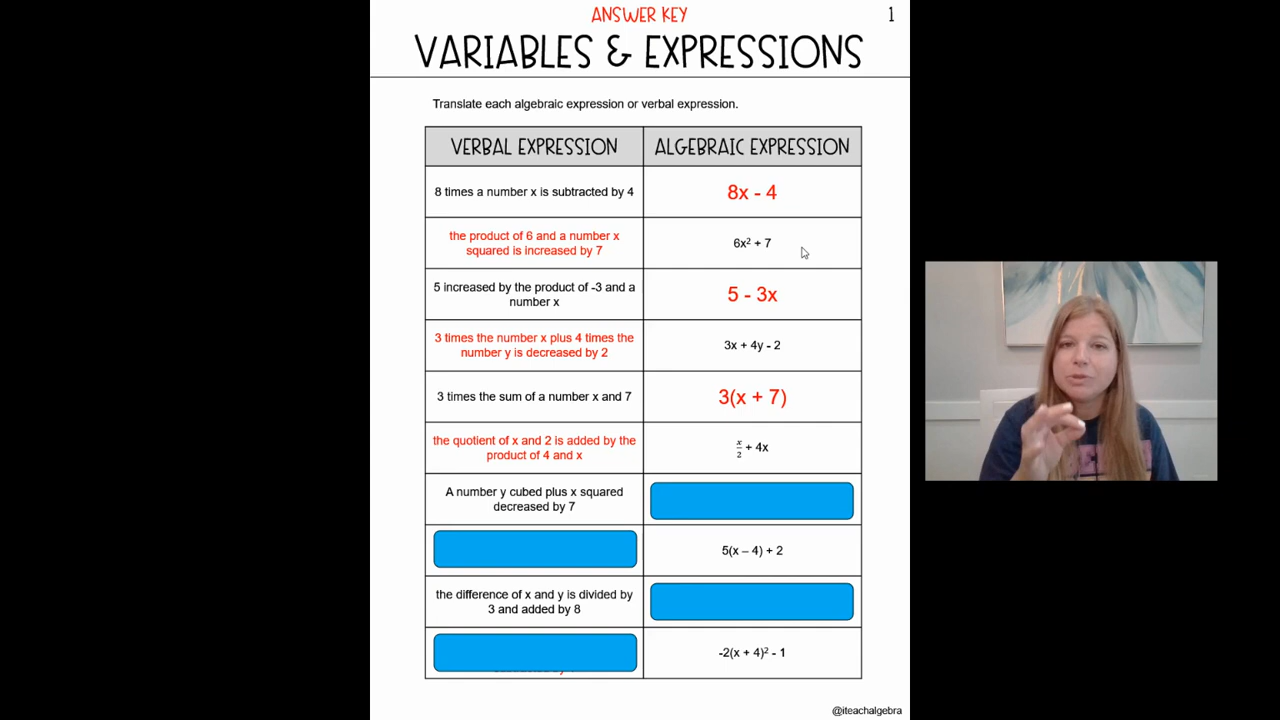 ANSWER KEY
1
VARIABLES & EXPRESSIONS
Translate each algebraic expression or verbal expression.
VERBAL EXPRESSION ALGEBRAIC EXPRESSION
8 times a number x is subtracted by 4
8x - 4
the product of 6 and a number x
squared is increased by 7
6x² + 7
5 increased by the product of -3 and a
number x
5 - 3x
3 times the number x plus 4 times the
number y is decreased by 2
3x + 4y - 2
3 times the sum of a number x and 7
3(x + 7)
the quotient of x and 2 is added by the
product of 4 and x
x/2 + 4x
A number y cubed plus x squared
decreased by 7
5(x – 4) + 2
the difference of x and y is divided by
3 and added by 8
-2(x + 4)² - 1
@iteachalgebra